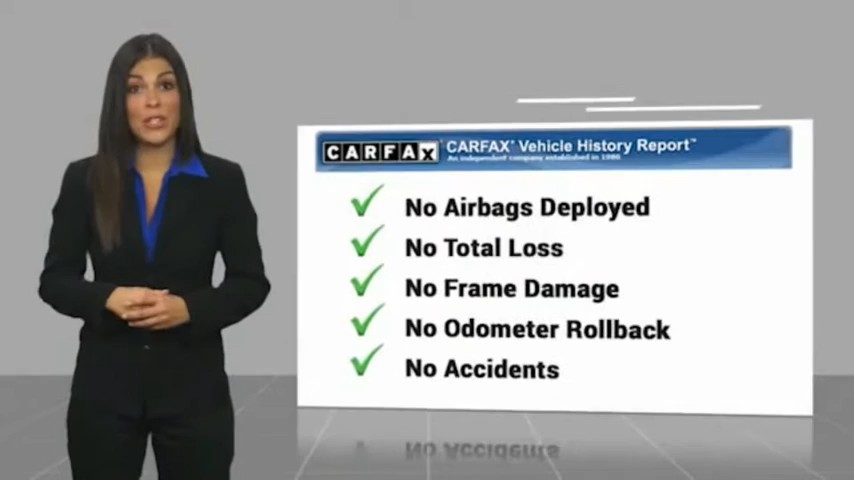 CARFAX
CARFAX® Vehicle History Report™
An independent company established in 1986
No Airbags Deployed
No Total Loss
No Frame Damage
No Odometer Rollback
No Accidents